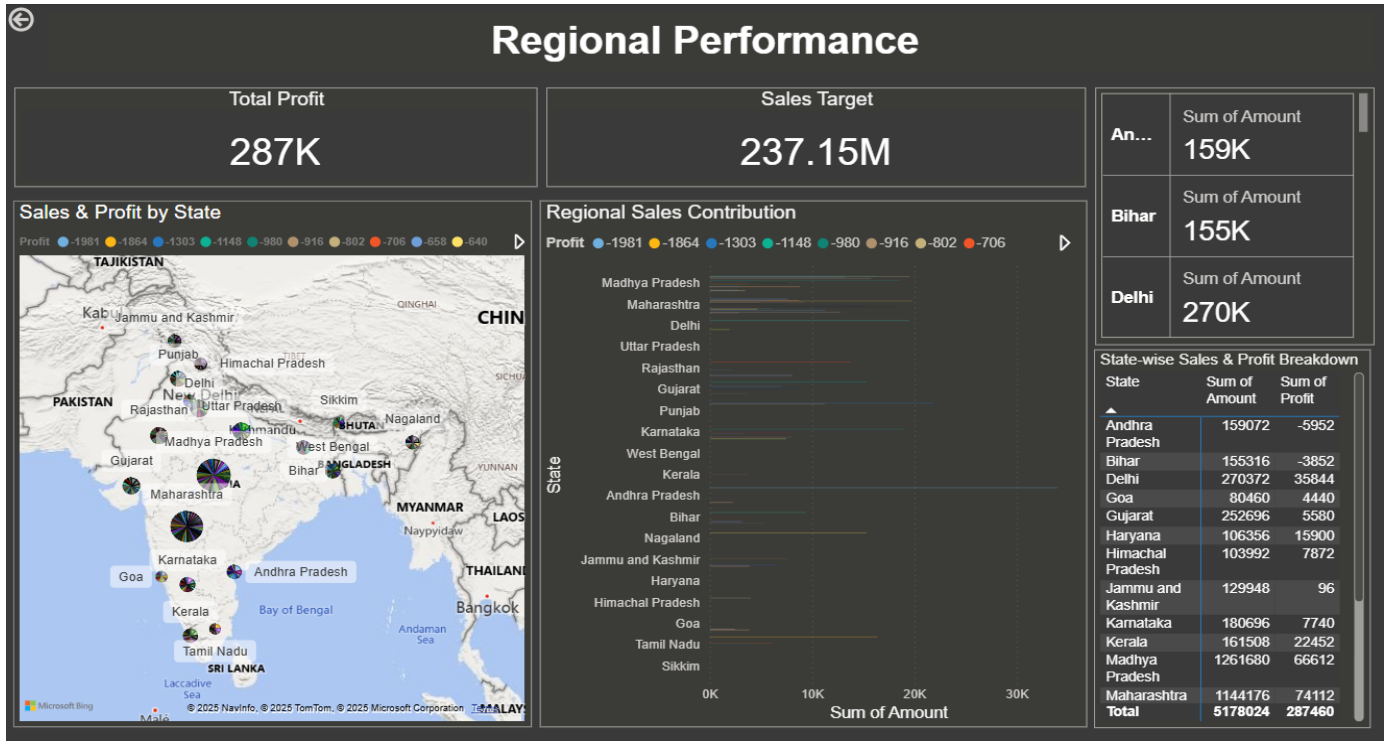 Regional Performance
Total Profit
287K
Sales Target
237.15M
An...
Sum of Amount
159K
Bihar
Sum of Amount
155K
Delhi
Sum of Amount
270K
Sales & Profit by State
Profit -1981 -1864 -1303 -1148 -980 -916 -802 -706 -658 -640
TAJIKISTAN
QINGHAI
Jammu and Kashmir
CHIN
Punjab
TIBET
Himachal Pradesh
SICHU
Delhi
PAKISTAN
New Delhi
Rajasthan
Uttar Pradesh
Sikkim
Nagaland
BHUTA
Madhya Pradesh
West Bengal
Gujarat
Bihar
BANGLADESH
YUNNAN
Maharashtra
MYANMAR
LAOS
Naypyidaw
Karnataka
Goa
Andhra Pradesh
THAILAN
Kerala
Bay of Bengal
Bangkok
Andaman
Sea
Tamil Nadu
SRI LANKA
Laccadive
Sea
Malé
MALAY
Microsoft Bing
© 2025 NavInfo, © 2025 TomTom, © 2025 Microsoft Corporation Terms
Regional Sales Contribution
Profit -1981 -1864 -1303 -1148 -980 -916 -802 -706
State
Madhya Pradesh
Maharashtra
Delhi
Uttar Pradesh
Rajasthan
Gujarat
Punjab
Karnataka
West Bengal
Kerala
Andhra Pradesh
Bihar
Nagaland
Jammu and Kashmir
Haryana
Himachal Pradesh
Goa
Tamil Nadu
Sikkim
0K 10K 20K 30K
Sum of Amount
State-wise Sales & Profit Breakdown
State Sum of Amount Sum of Profit
Andhra Pradesh 159072 -5952
Bihar 155316 -3852
Delhi 270372 35844
Goa 80460 4440
Gujarat 252696 5580
Haryana 106356 15900
Himachal Pradesh 103992 7872
Jammu and Kashmir 129948 96
Karnataka 180696 7740
Kerala 161508 22452
Madhya Pradesh 1261680 66612
Maharashtra 1144176 74112
Total 5178024 287460